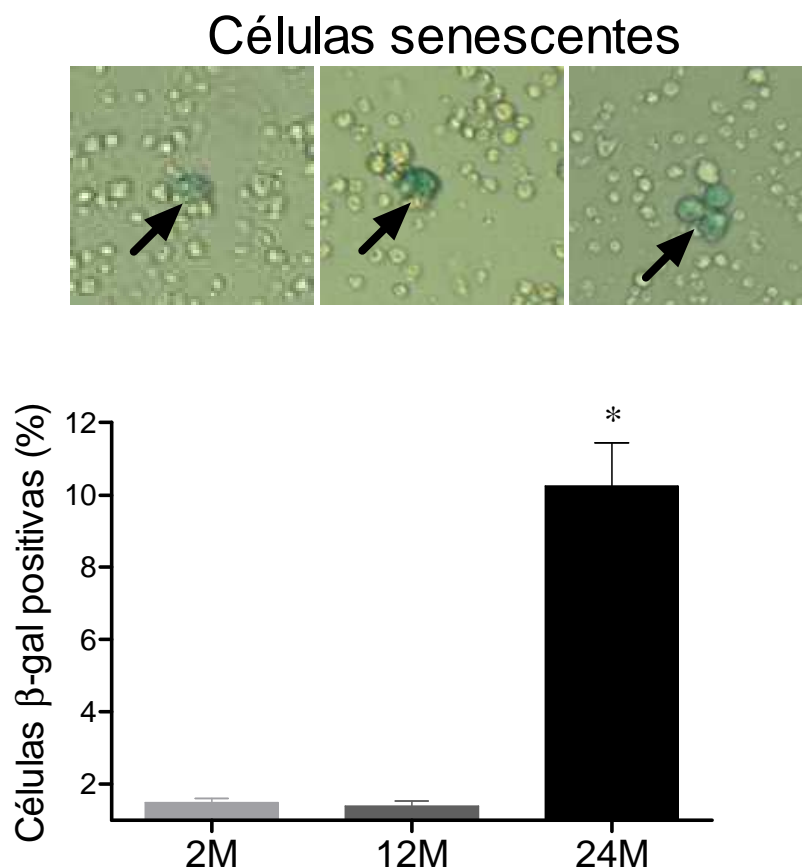 Células senescentes
Células β-gal positivas (%)
12
10
8
6
4
2
*
2M
12M
24M